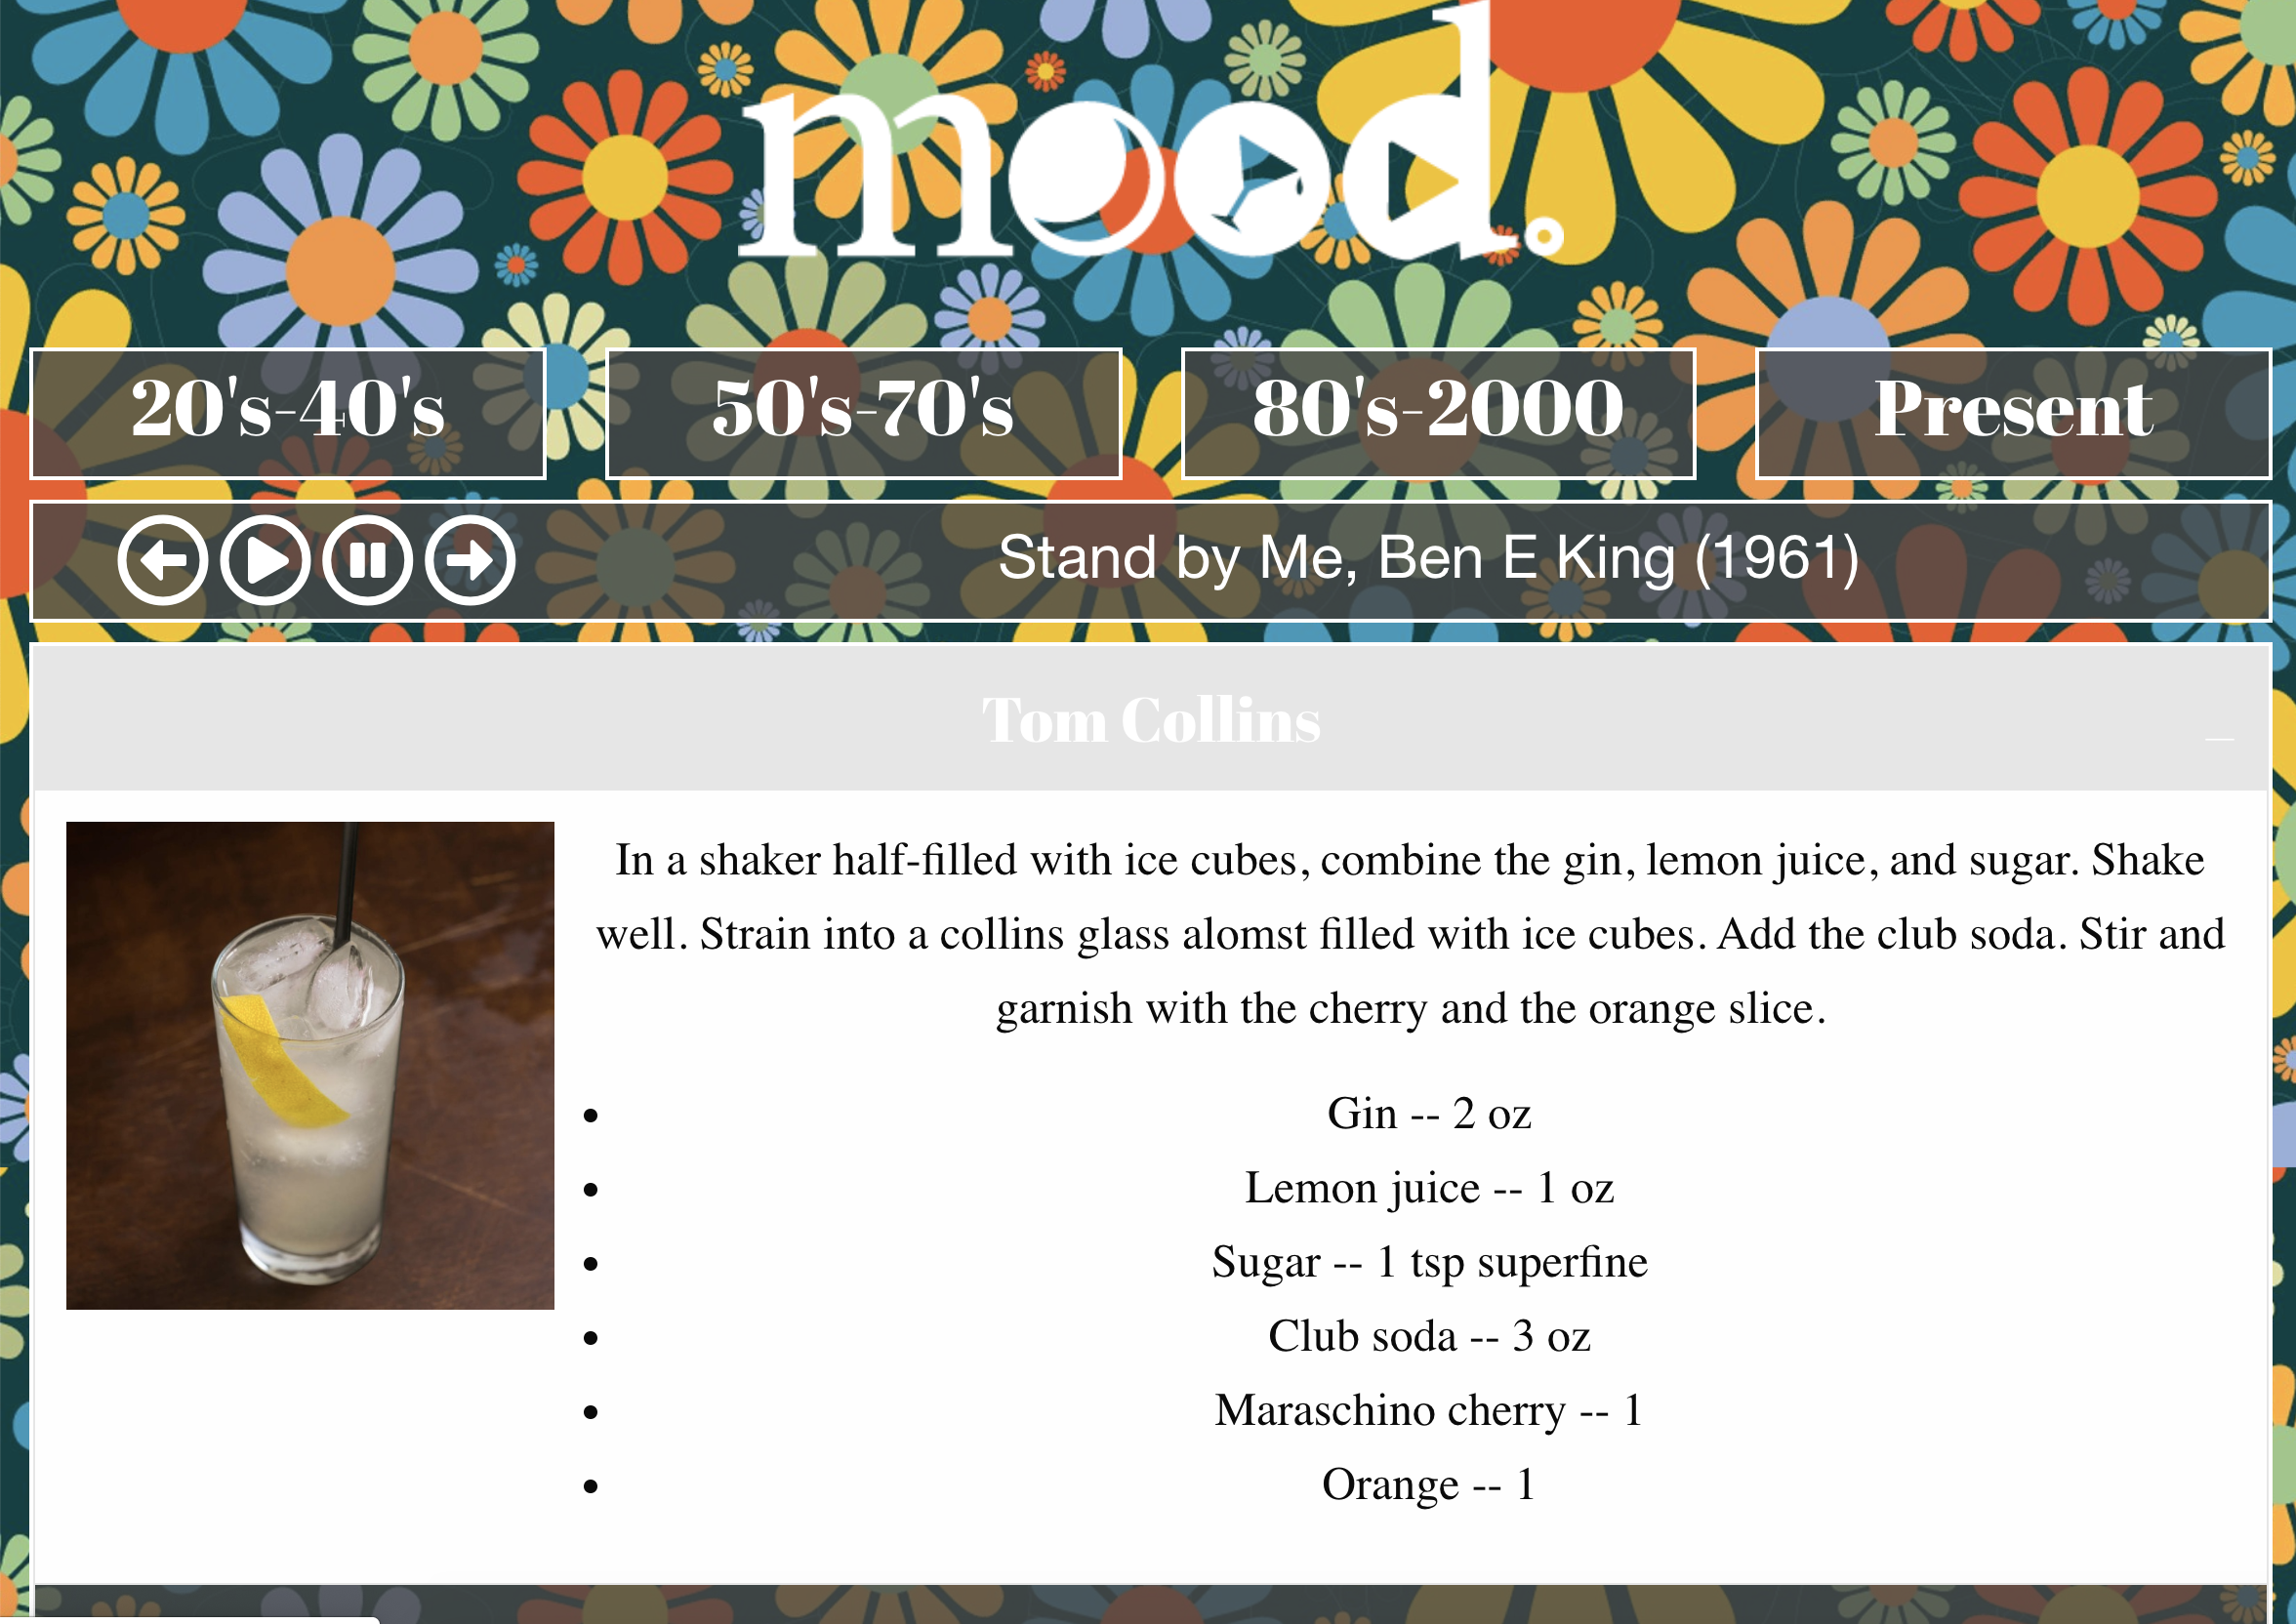 mood.
20's-40's
50's-70's
80's-2000
Present
Stand by Me, Ben E King (1961)
Tom Collins
In a shaker half-filled with ice cubes, combine the gin, lemon juice, and sugar. Shake
well. Strain into a collins glass alomst filled with ice cubes. Add the club soda. Stir and
garnish with the cherry and the orange slice.
• Gin -- 2 oz
• Lemon juice -- 1 oz
• Sugar -- 1 tsp superfine
• Club soda -- 3 oz
• Maraschino cherry -- 1
• Orange -- 1